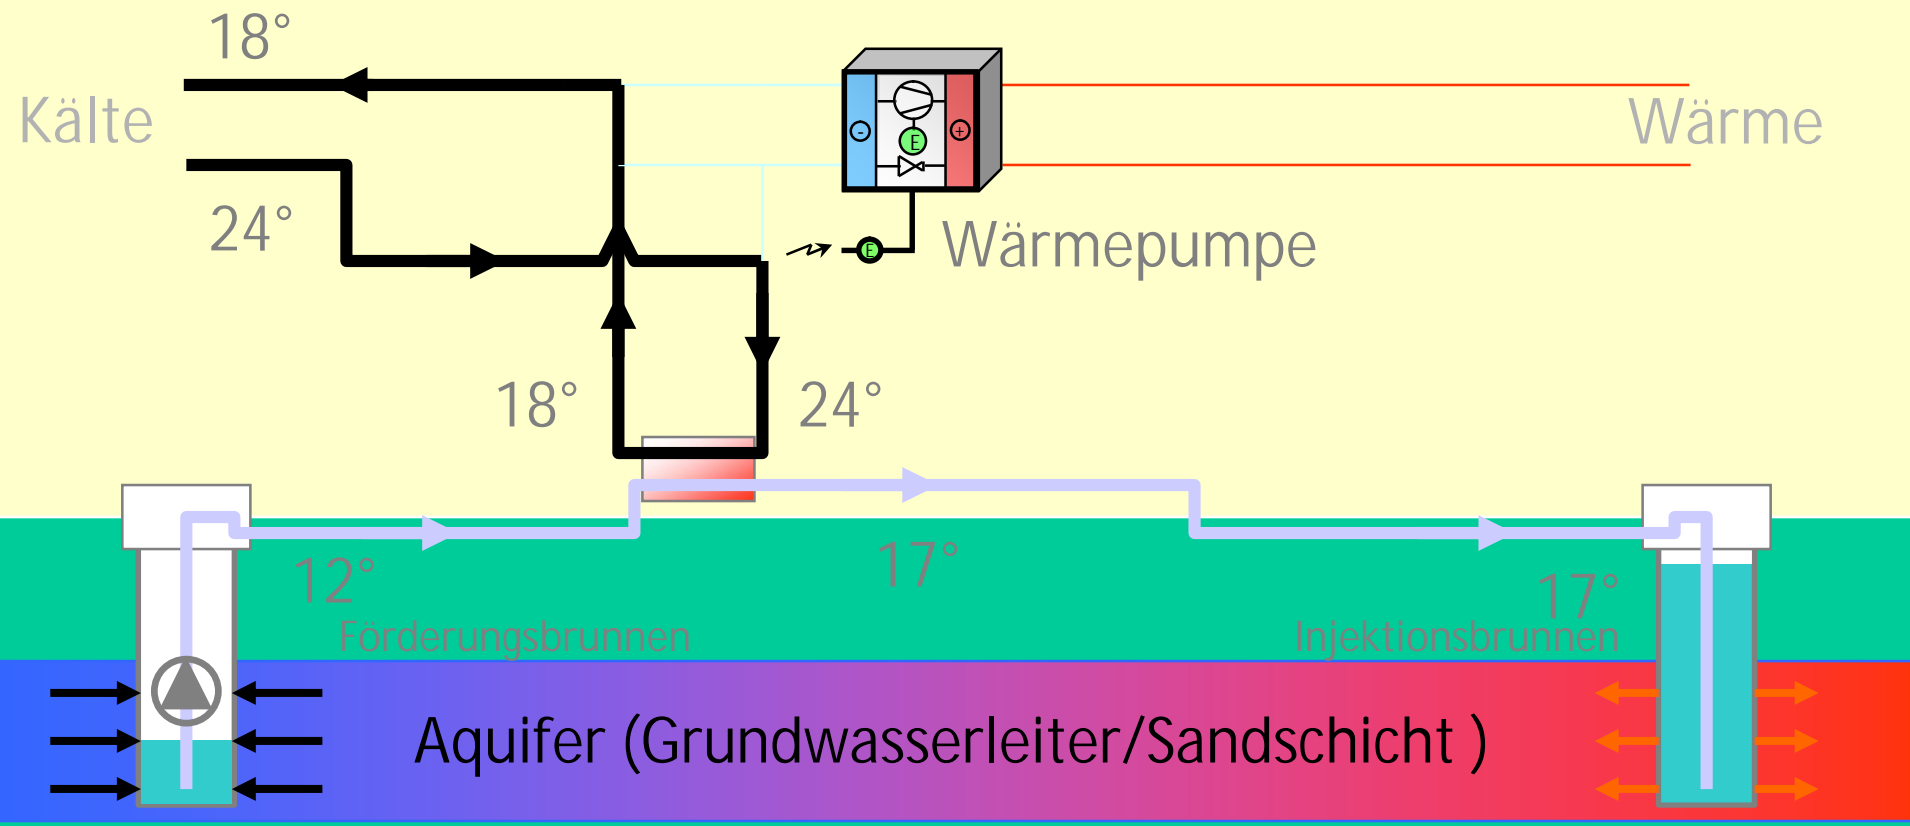 18°
Kälte
24°
- E +
E
Wärmepumpe
Wärme
18°
24°
12°
17°
17°
Förderungsbrunnen
Injektionsbrunnen
Aquifer (Grundwasserleiter/Sandschicht )